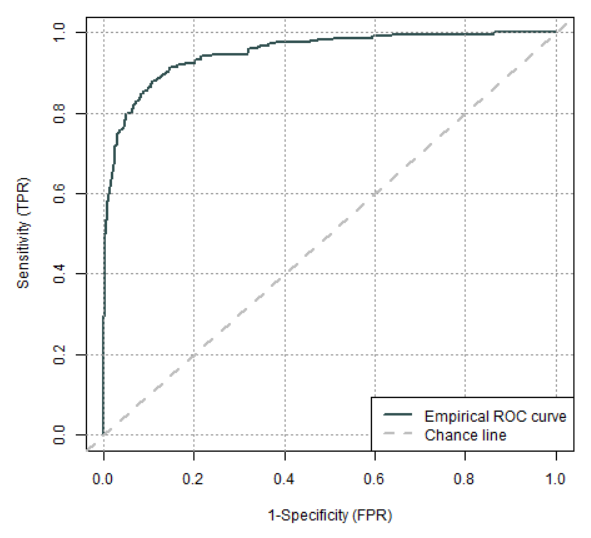 Sensitivity (TPR)
1.0
0.8
0.6
0.4
0.2
0.0
Empirical ROC curve
Chance line
0.0 0.2 0.4 0.6 0.8 1.0
1-Specificity (FPR)